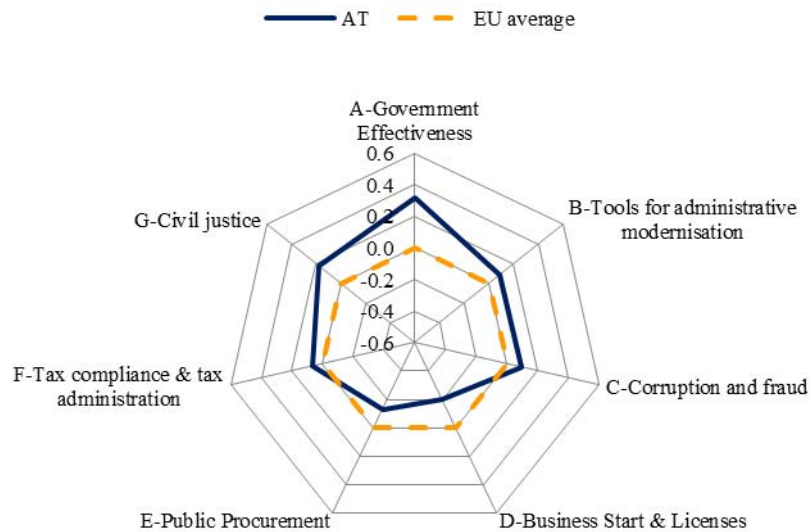 AT
EU average
A-Government
Effectiveness
0.6
0.4
0.2
0.0
-0.2
-0.4
-0.6
B-Tools for administrative
modernisation
C-Corruption and fraud
D-Business Start & Licenses
E-Public Procurement
F-Tax compliance & tax
administration
G-Civil justice